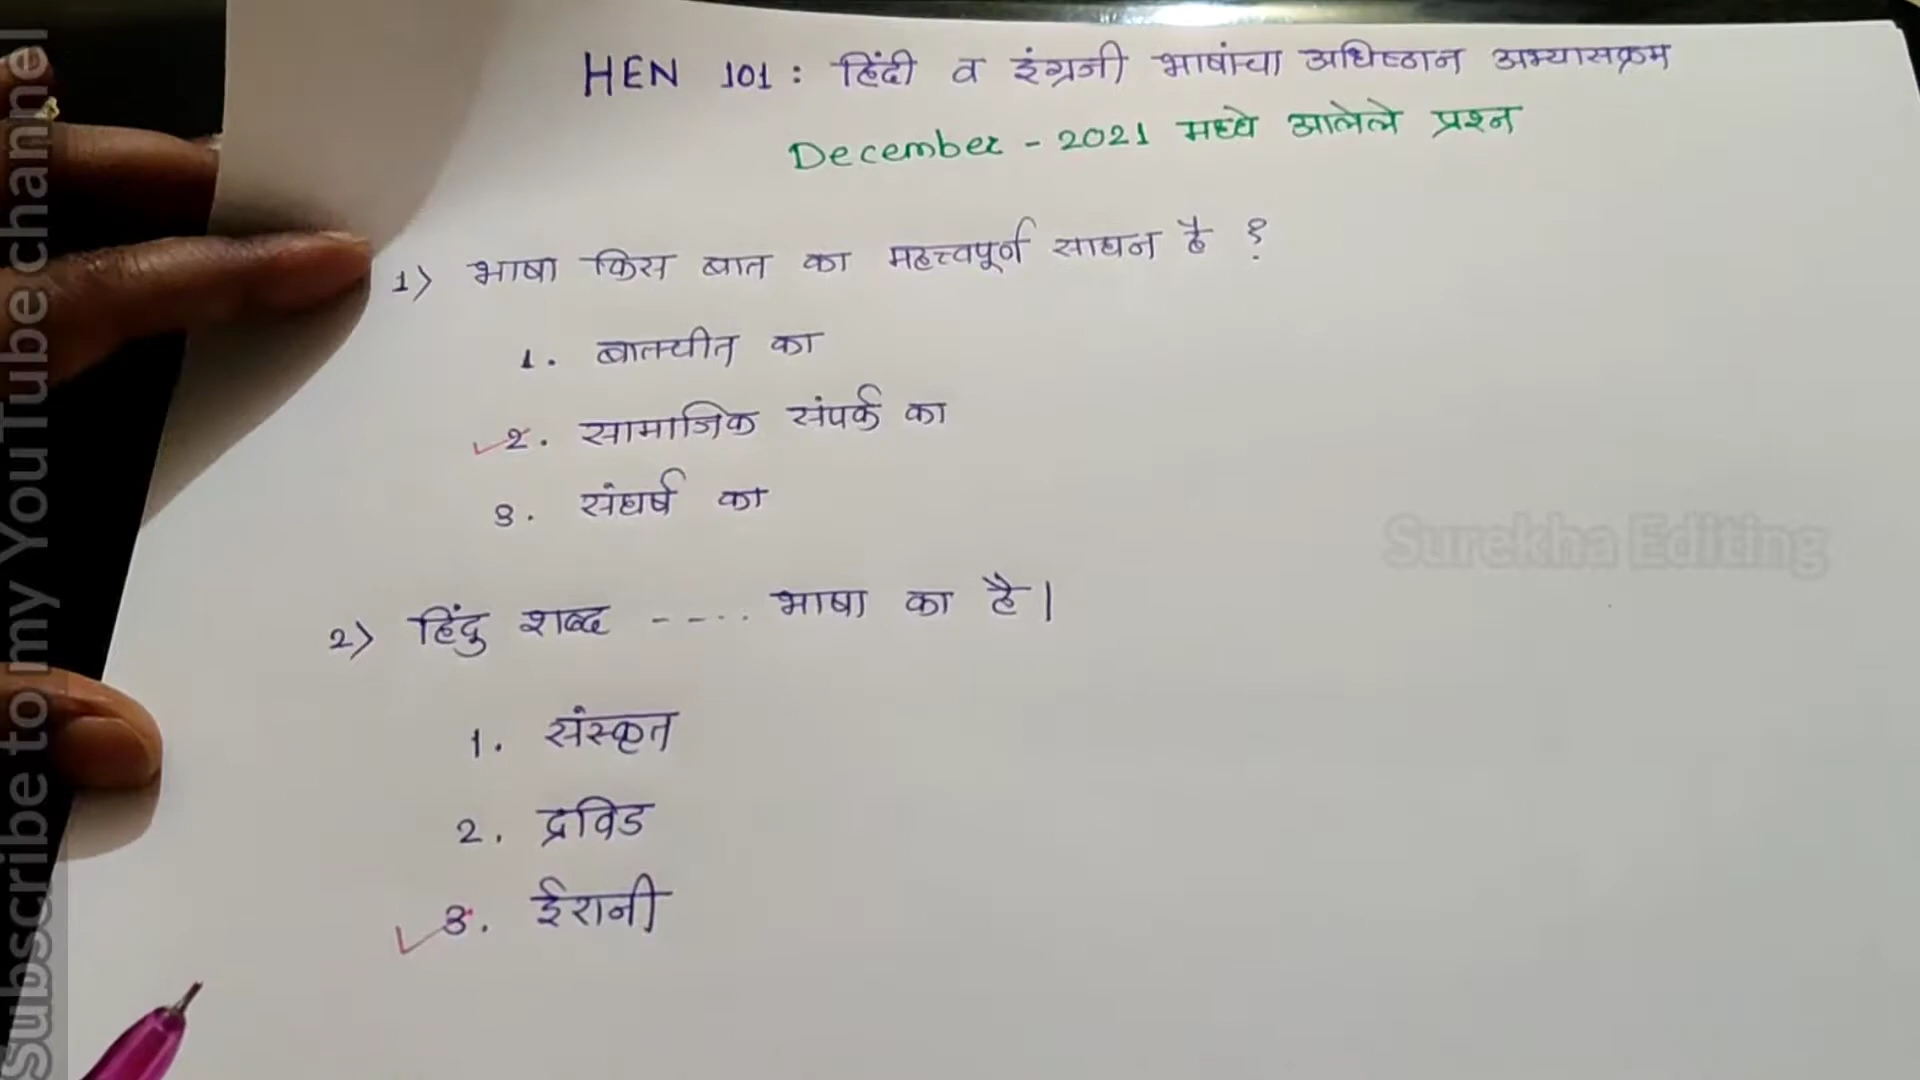 HEN 101 : हिंदी व इंग्रजी भाषांचा अधिष्ठान अभ्यासक्रम
December - 2021 मध्ये आलेले प्रश्न
1) भाषा किस बात का महत्त्वपूर्ण साधन है ?
1. बातचीत का
2. सामाजिक संपर्क का
3. संघर्ष का
2) हिंदु शब्द ----- भाषा का है।
1. संस्कृत
2. द्रविड
3. ईरानी
Surekha Editing
Subscribe to my YouTube channel